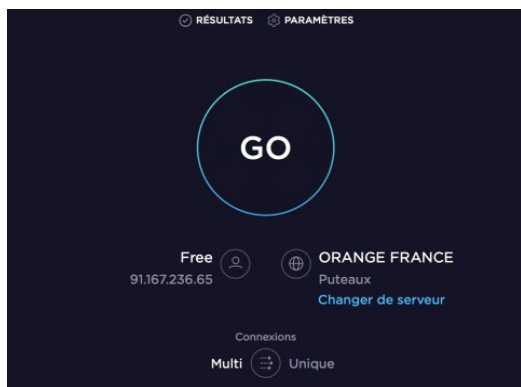 RÉSULTATS PARAMÈTRES
GO
Free
91.167.236.65
ORANGE FRANCE
Puteaux
Changer de serveur
Connexions
Multi Unique